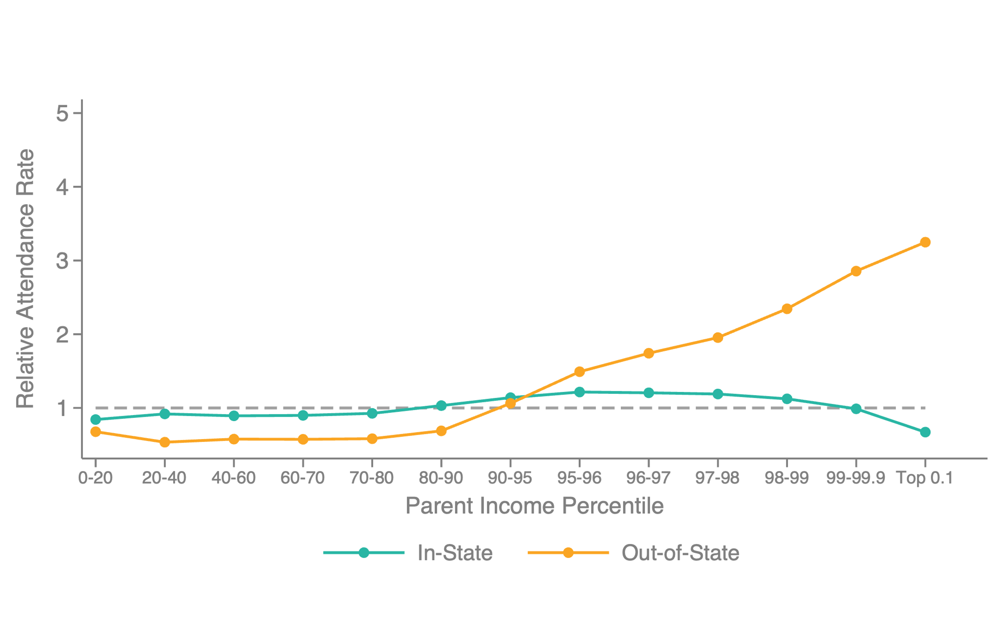 5
4
3
2
1
Relative Attendance Rate
0-20 20-40 40-60 60-70 70-80 80-90 90-95 95-96 96-97 97-98 98-99 99-99.9 Top 0.1
Parent Income Percentile
In-State Out-of-State